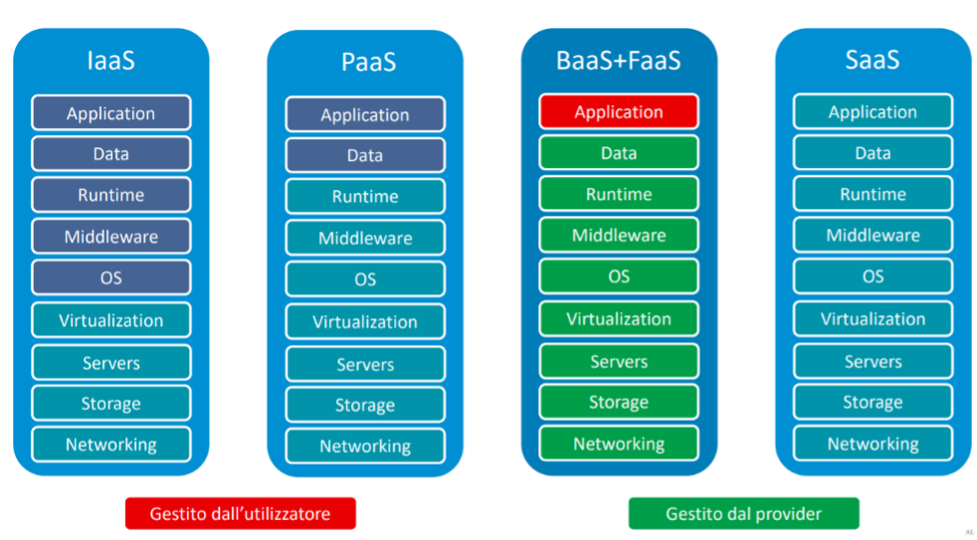 IaaS
Application
Data
Runtime
Middleware
OS
Virtualization
Servers
Storage
Networking
PaaS
Application
Data
Runtime
Middleware
OS
Virtualization
Servers
Storage
Networking
BaaS+FaaS
Application
Data
Runtime
Middleware
OS
Virtualization
Servers
Storage
Networking
SaaS
Application
Data
Runtime
Middleware
OS
Virtualization
Servers
Storage
Networking
Gestito dall’utilizzatore
Gestito dal provider
AL